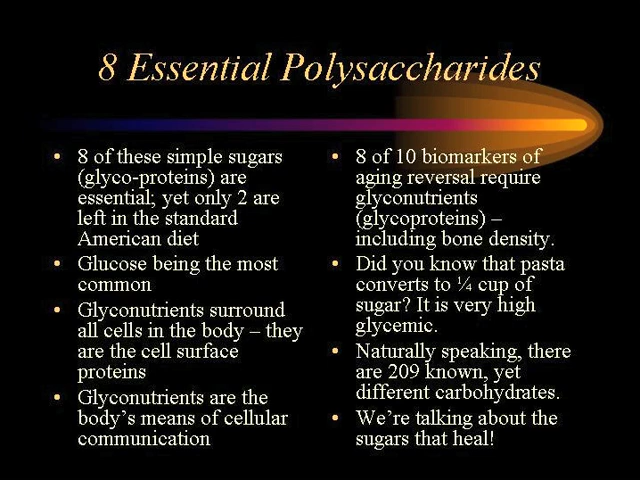 8 Essential Polysaccharides
• 8 of these simple sugars
(glyco-proteins) are
essential; yet only 2 are
left in the standard
American diet
• Glucose being the most
common
• Glyconutrients surround
all cells in the body – they
are the cell surface
proteins
• Glyconutrients are the
body's means of cellular
communication
• 8 of 10 biomarkers of
aging reversal require
glyconutrients
(glycoproteins) –
including bone density.
• Did you know that pasta
converts to ¼ cup of
sugar? It is very high
glycemic.
• Naturally speaking, there
are 209 known, yet
different carbohydrates.
• We're talking about the
sugars that heal!